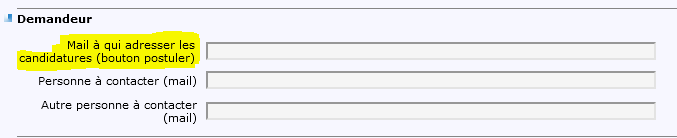 Demandeur
Mail à qui adresser les
candidatures (bouton postuler)
Personne à contacter (mail)
Autre personne à contacter
(mail)